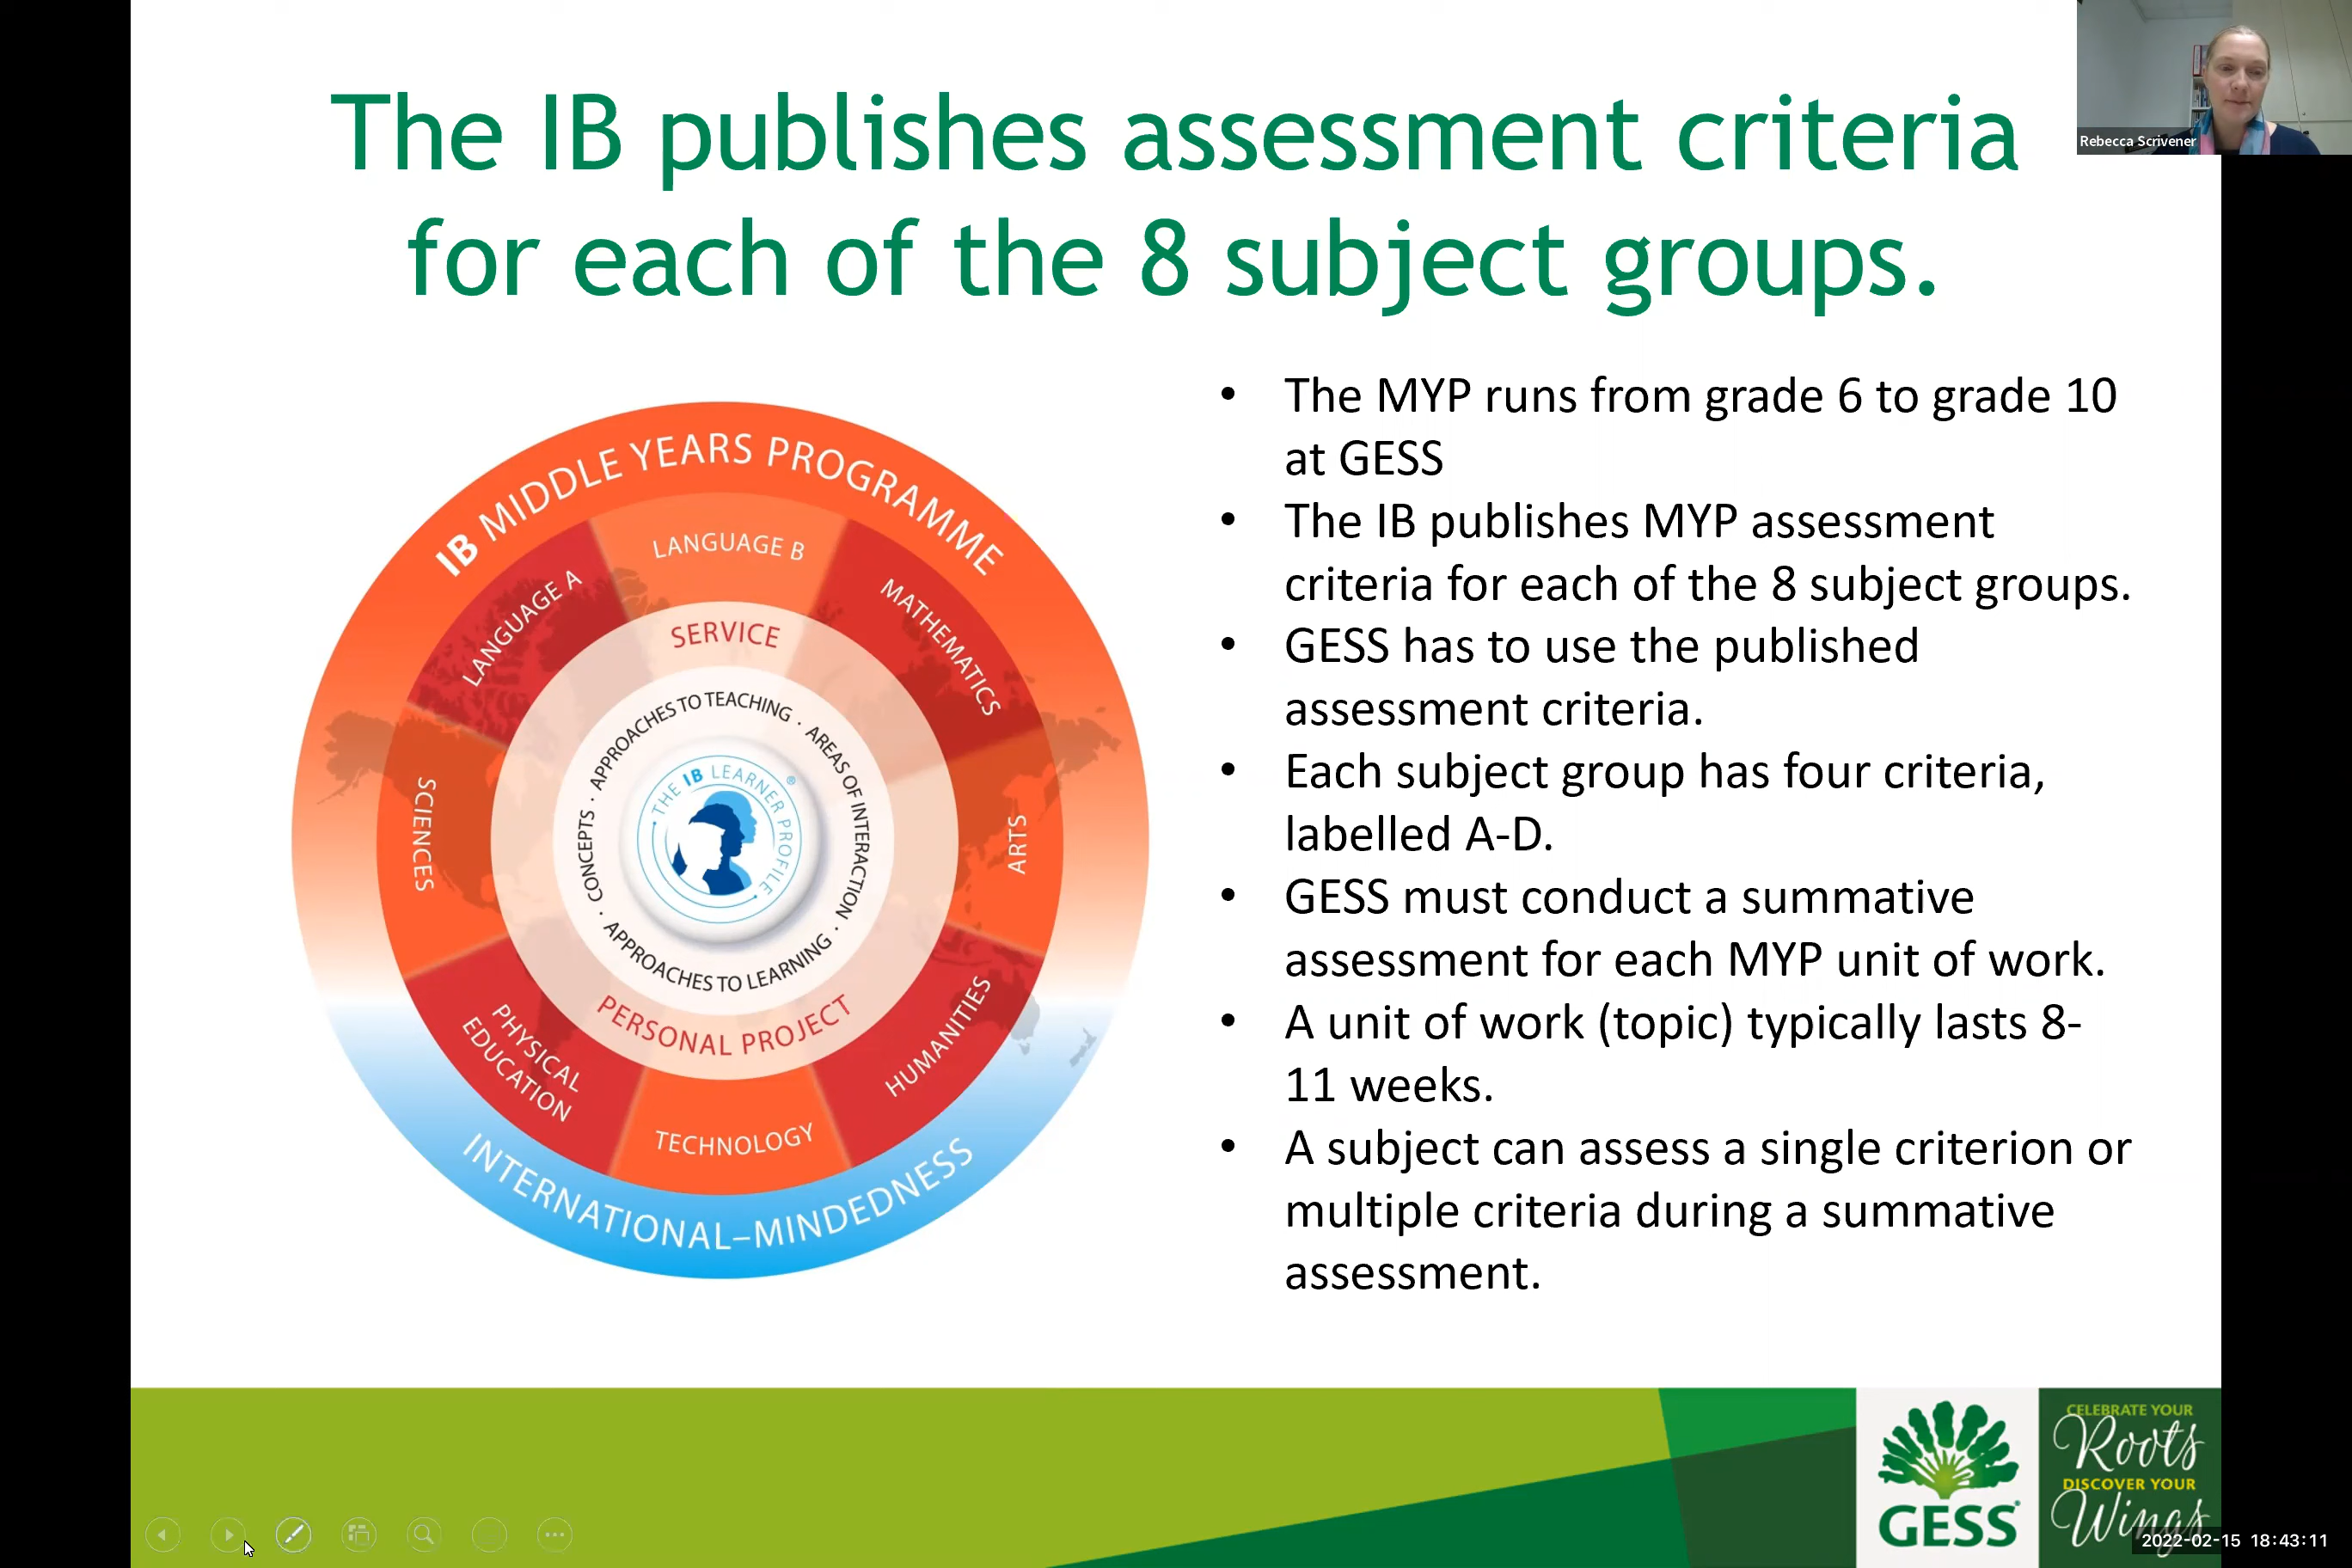 The IB publishes assessment criteria
for each of the 8 subject groups.
Rebecca Scrivener
IB MIDDLE YEARS PROGRAMME
LANGUAGE B
LANGUAGE A
MATHEMATICS
SERVICE
APPROACHES TO TEACHING · AREAS OF INTERACTION · APPROACHES TO LEARNING · CONCEPTS ·
THE IB LEARNER PROFILE ®
SCIENCES
ARTS
PERSONAL PROJECT
PHYSICAL
EDUCATION
HUMANITIES
TECHNOLOGY
INTERNATIONAL–MINDEDNESS
• The MYP runs from grade 6 to grade 10
at GESS
• The IB publishes MYP assessment
criteria for each of the 8 subject groups.
• GESS has to use the published
assessment criteria.
• Each subject group has four criteria,
labelled A-D.
• GESS must conduct a summative
assessment for each MYP unit of work.
• A unit of work (topic) typically lasts 8-
11 weeks.
• A subject can assess a single criterion or
multiple criteria during a summative
assessment.
GESS
CELEBRATE YOUR
Roots
DISCOVER YOUR
Wings
2022-02-15 18:43:11